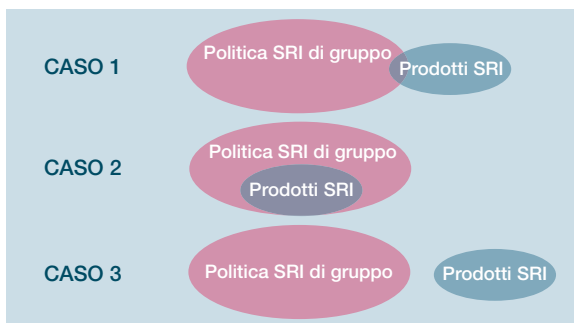 CASO 1
Politica SRI di gruppo
Prodotti SRI
CASO 2
Politica SRI di gruppo
Prodotti SRI
CASO 3
Politica SRI di gruppo
Prodotti SRI